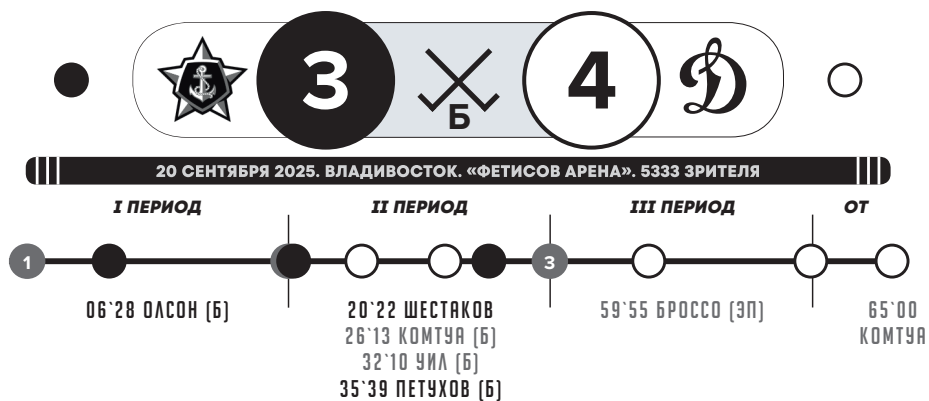 3
4
Б
20 СЕНТЯБРЯ 2025. ВЛАДИВОСТОК. «ФЕТИСОВ АРЕНА». 5333 ЗРИТЕЛЯ
I ПЕРИОД
II ПЕРИОД
III ПЕРИОД
ОТ
1
3
06`28 ОЛСОН (Б)
20`22 ШЕСТАКОВ
26`13 КОМТУА (Б)
32`10 УИЛ (Б)
35`39 ПЕТУХОВ (Б)
59`55 БРОССО (ЭП)
65`00
КОМТУА